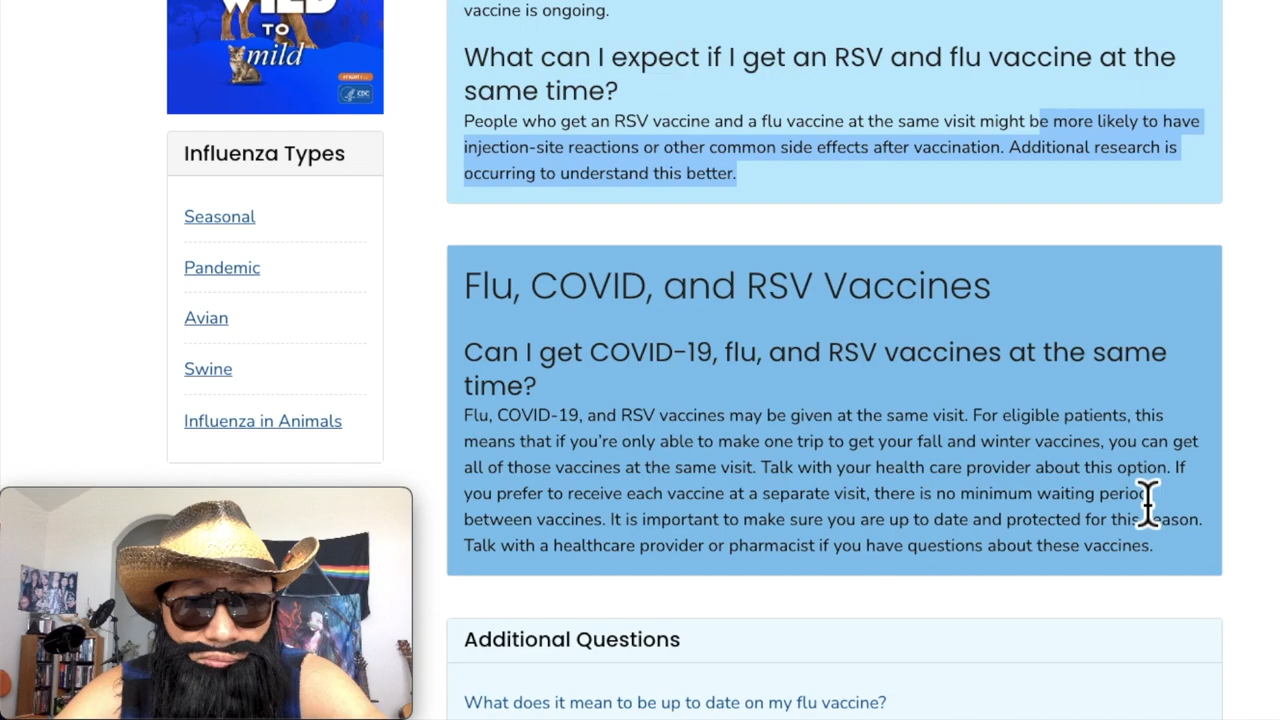 WILD
TO
mild
CDC
Influenza Types
Seasonal
Pandemic
Avian
Swine
Influenza in Animals
vaccine is ongoing.
What can I expect if I get an RSV and flu vaccine at the
same time?
People who get an RSV vaccine and a flu vaccine at the same visit might be more likely to have
injection-site reactions or other common side effects after vaccination. Additional research is
occurring to understand this better.
Flu, COVID, and RSV Vaccines
Can I get COVID-19, flu, and RSV vaccines at the same
time?
Flu, COVID-19, and RSV vaccines may be given at the same visit. For eligible patients, this
means that if you’re only able to make one trip to get your fall and winter vaccines, you can get
all of those vaccines at the same visit. Talk with your health care provider about this option. If
you prefer to receive each vaccine at a separate visit, there is no minimum waiting period
between vaccines. It is important to make sure you are up to date and protected for this season.
Talk with a healthcare provider or pharmacist if you have questions about these vaccines.
Additional Questions
What does it mean to be up to date on my flu vaccine?